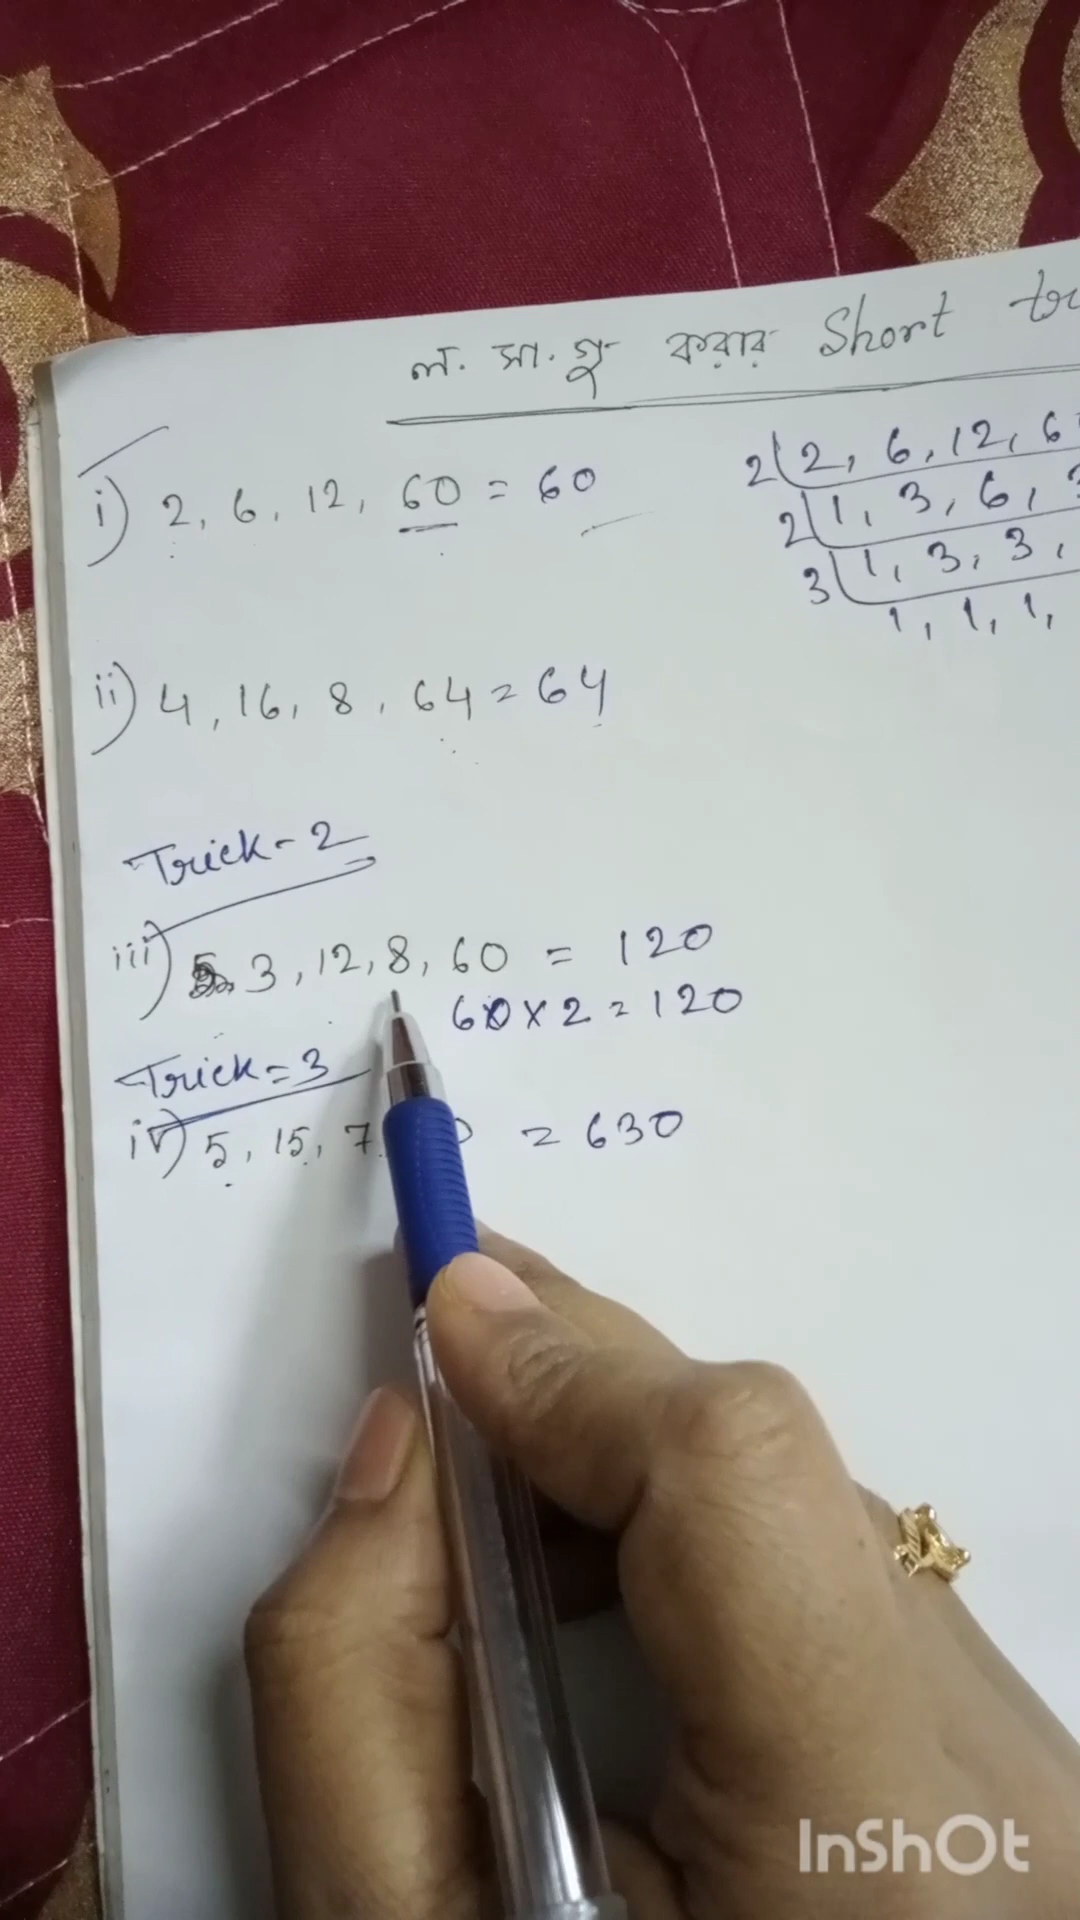 ল. সা. গু করার Short
i) 2, 6, 12, 60 = 60
2 2, 6, 12, 6
2 1, 3, 6, 3
3 1, 3, 3,
1, 1, 1,
ii) 4, 16, 8, 64 = 64
Trick - 2
iii) 3, 12, 8, 60 = 120
60 x 2 = 120
Trick = 3
iv) 5, 15, 7 = 630
InShOt